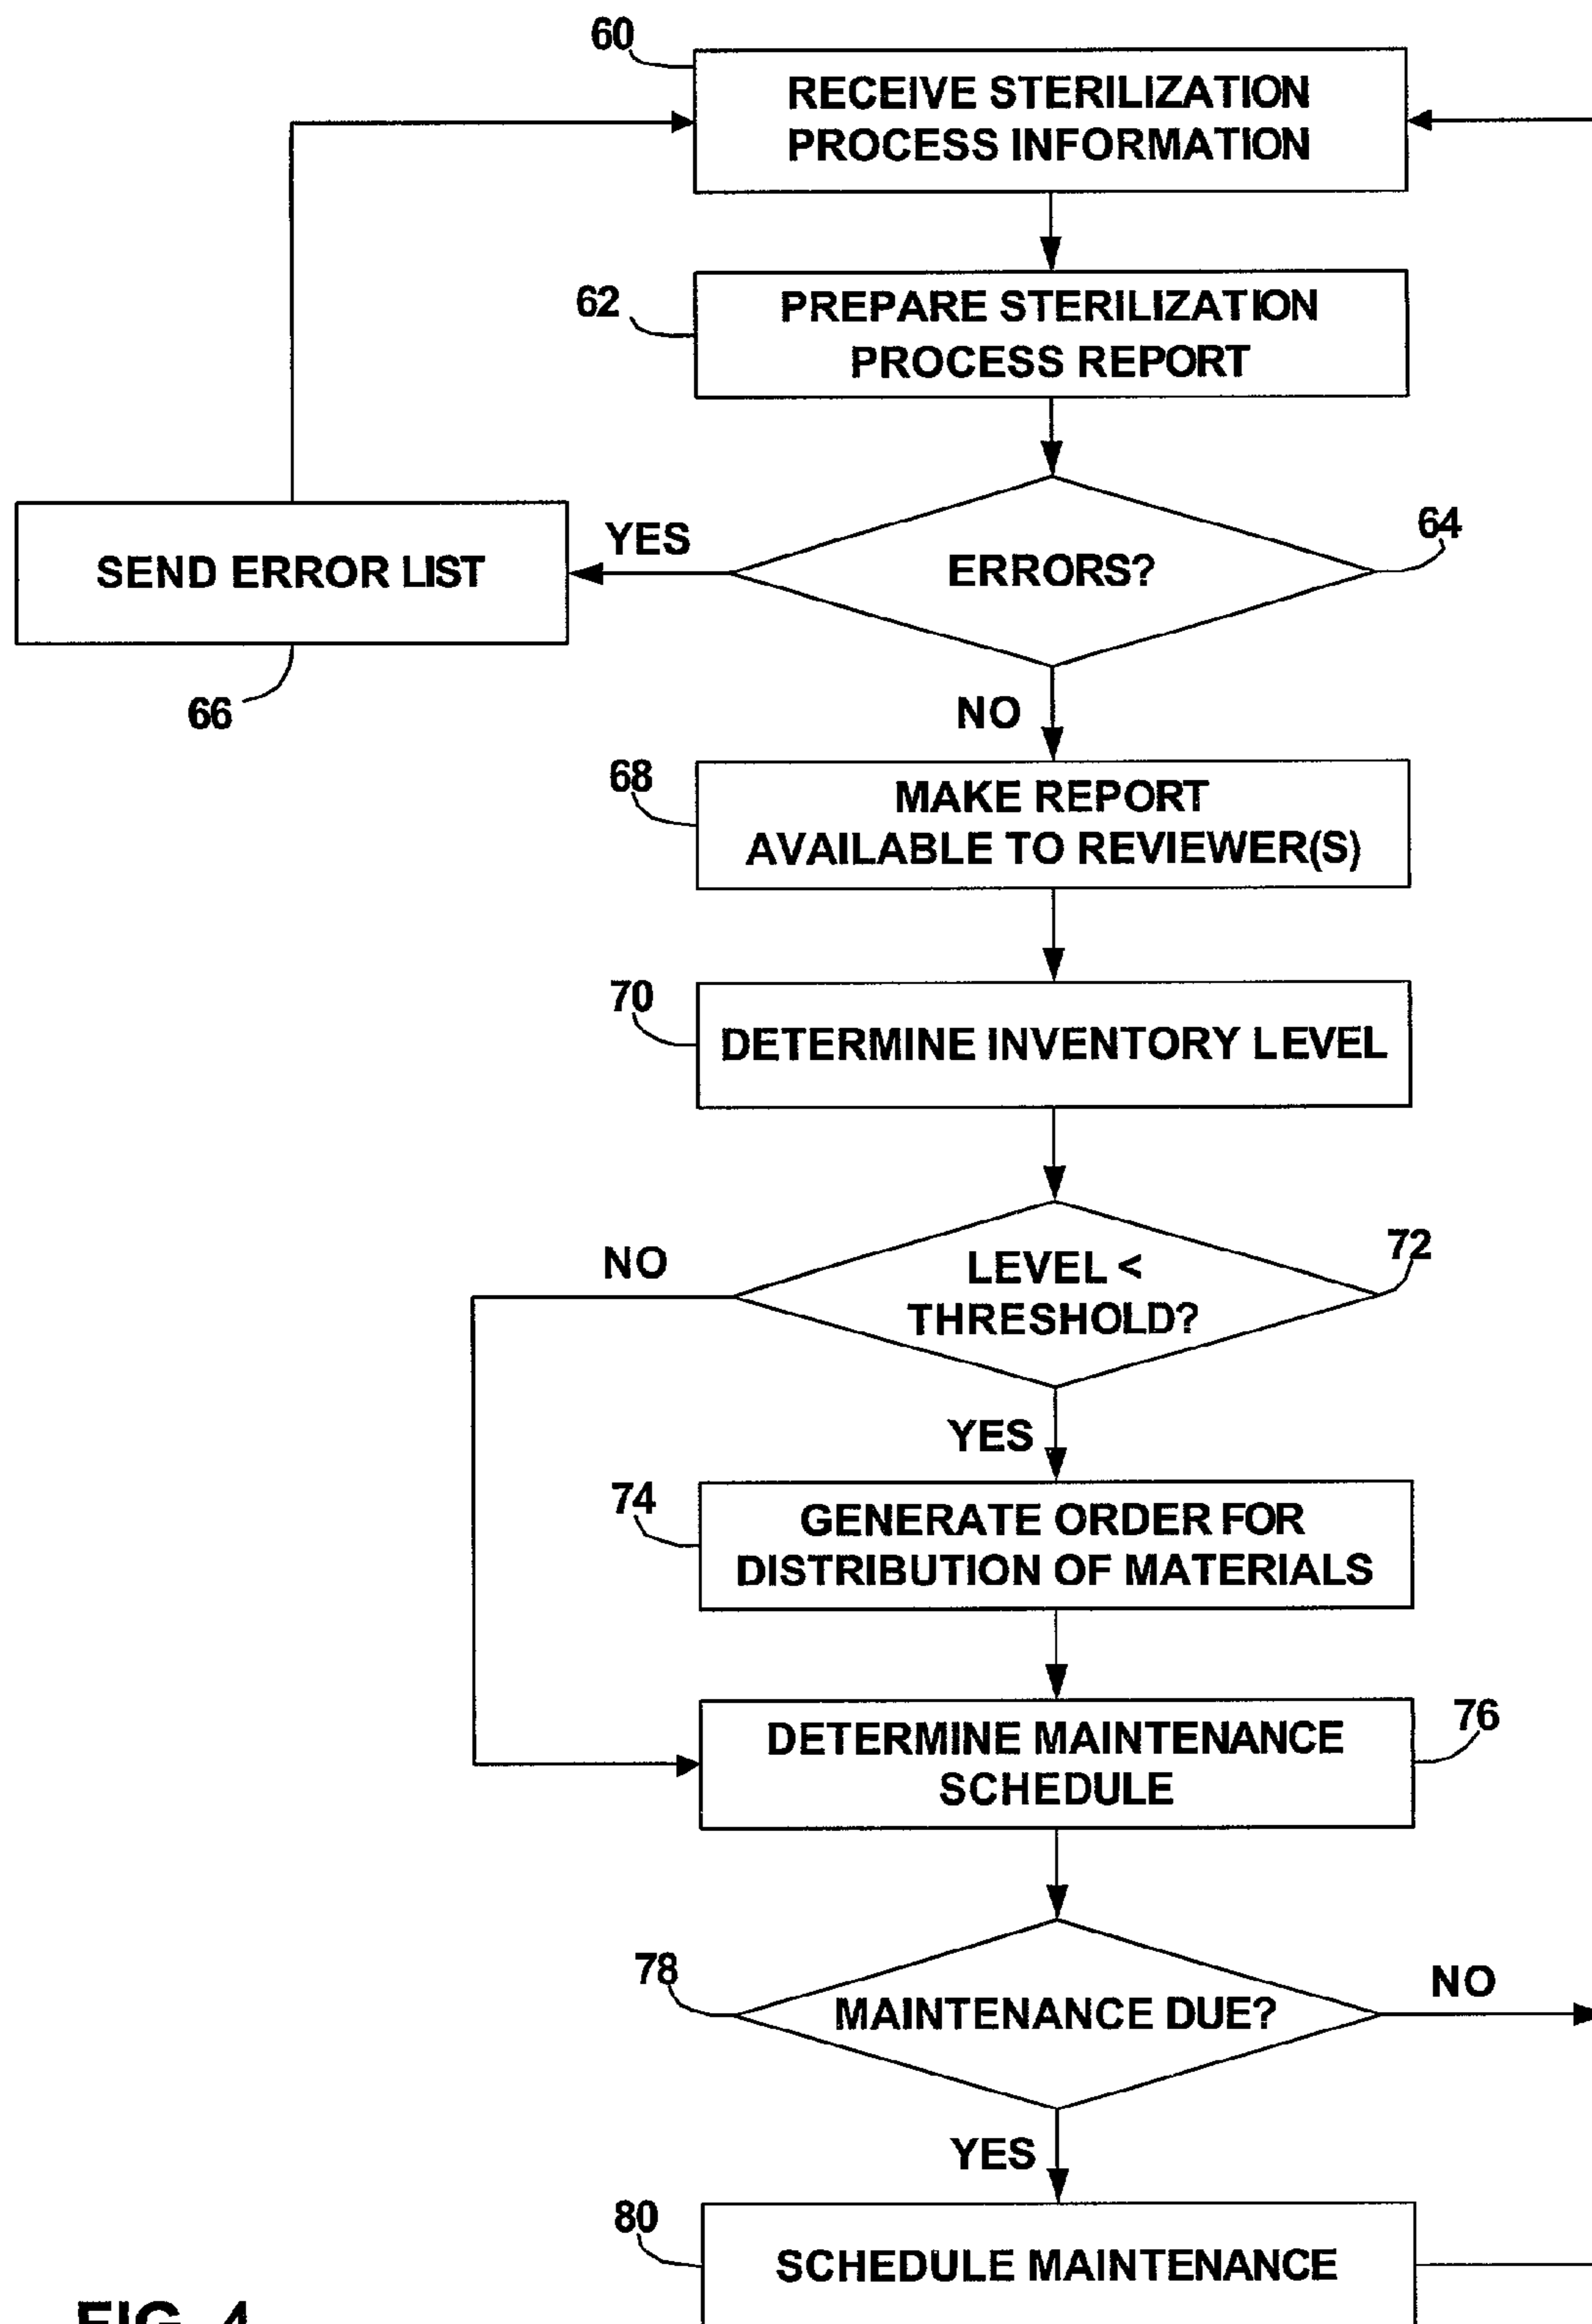 60
RECEIVE STERILIZATION
PROCESS INFORMATION
62
PREPARE STERILIZATION
PROCESS REPORT
64
ERRORS?
YES
SEND ERROR LIST
66
NO
68
MAKE REPORT
AVAILABLE TO REVIEWER(S)
70
DETERMINE INVENTORY LEVEL
72
LEVEL <
THRESHOLD?
NO
YES
74
GENERATE ORDER FOR
DISTRIBUTION OF MATERIALS
76
DETERMINE MAINTENANCE
SCHEDULE
78
MAINTENANCE DUE?
NO
YES
80
SCHEDULE MAINTENANCE
FIG. 4